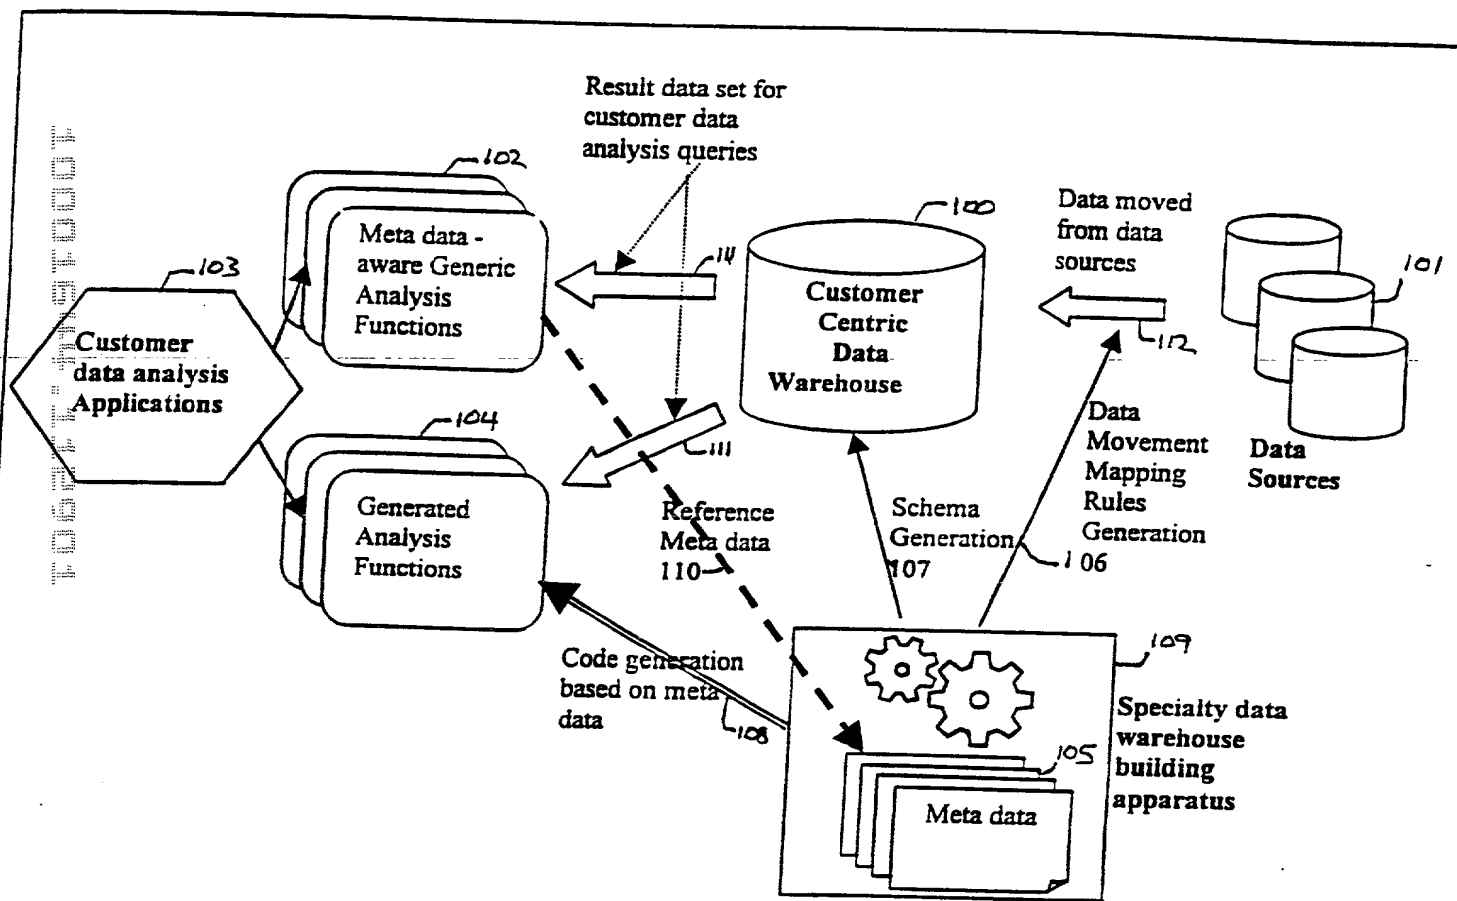 Result data set for
customer data
analysis queries
102
Meta data -
aware Generic
Analysis
Functions
103
Customer
data analysis
Applications
104
Generated
Analysis
Functions
100
14
Customer
Centric
Data
Warehouse
111
Data moved
from data
sources
112
101
Data
Sources
Data
Movement
Mapping
Rules
Generation
106
Schema
Generation
107
Reference
Meta data
110
Code generation
based on meta
data
108
109
Specialty data
warehouse
building
apparatus
105
Meta data